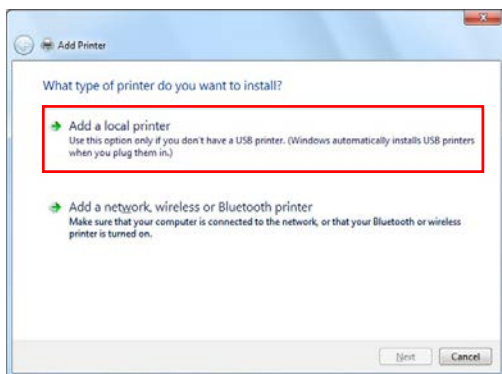 Add Printer
What type of printer do you want to install?
Add a local printer
Use this option only if you don't have a USB printer. (Windows automatically installs USB printers
when you plug them in.)
Add a network, wireless or Bluetooth printer
Make sure that your computer is connected to the network, or that your Bluetooth or wireless
printer is turned on.
Next Cancel